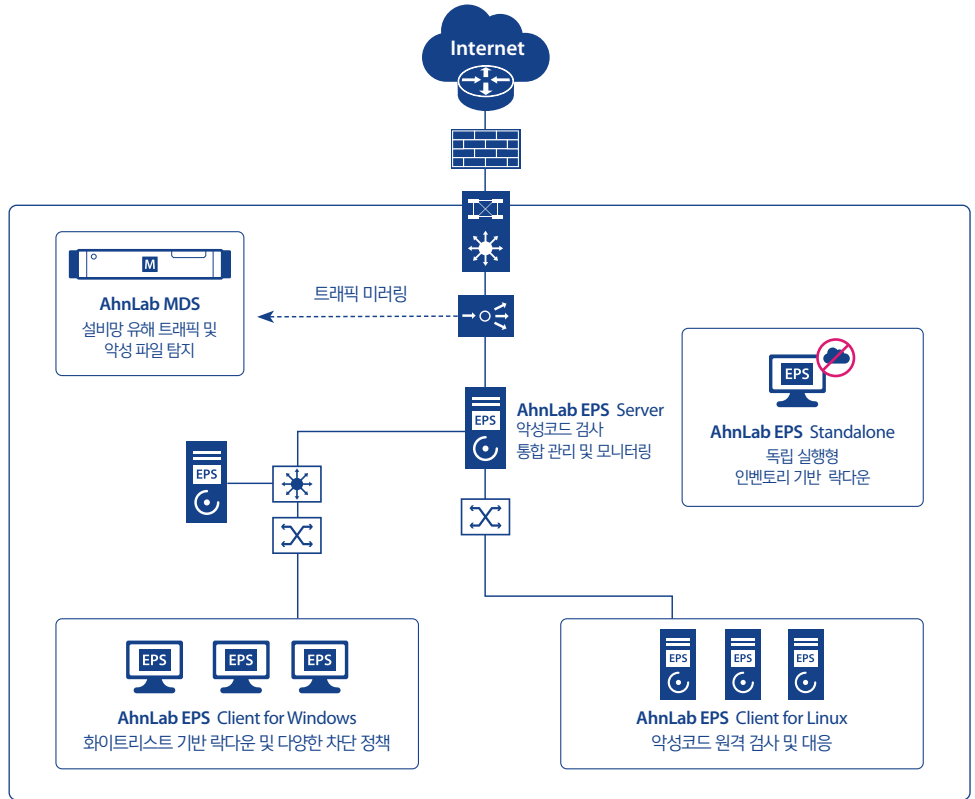 Internet
M
AhnLab MDS
설비망 유해 트래픽 및
악성 파일 탐지
트래픽 미러링
EPS
AhnLab EPS Server
악성코드 검사
통합 관리 및 모니터링
EPS
AhnLab EPS Standalone
독립 실행형
인벤토리 기반 락다운
EPS
EPS
EPS
EPS
AhnLab EPS Client for Windows
화이트리스트 기반 락다운 및 다양한 차단 정책
EPS
EPS
EPS
AhnLab EPS Client for Linux
악성코드 원격 검사 및 대응